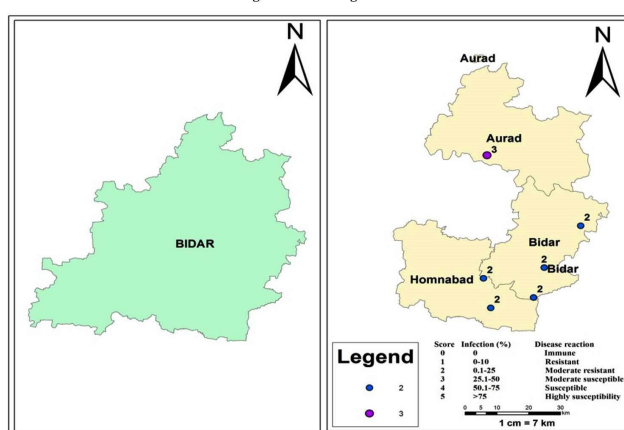 N
BIDAR
N
Aurad
Aurad
3
2
Bidar
2
Bidar
2
Homnabad
2
2
Legend
2
3
Score Infection (%) Disease reaction
0 0 Immune
1 0-10 Resistant
2 0.1-25 Moderate resistant
3 25.1-50 Moderate susceptible
4 50.1-75 Susceptible
5 >75 Highly susceptibility
0 5 10 20 30
km
1 cm = 7 km